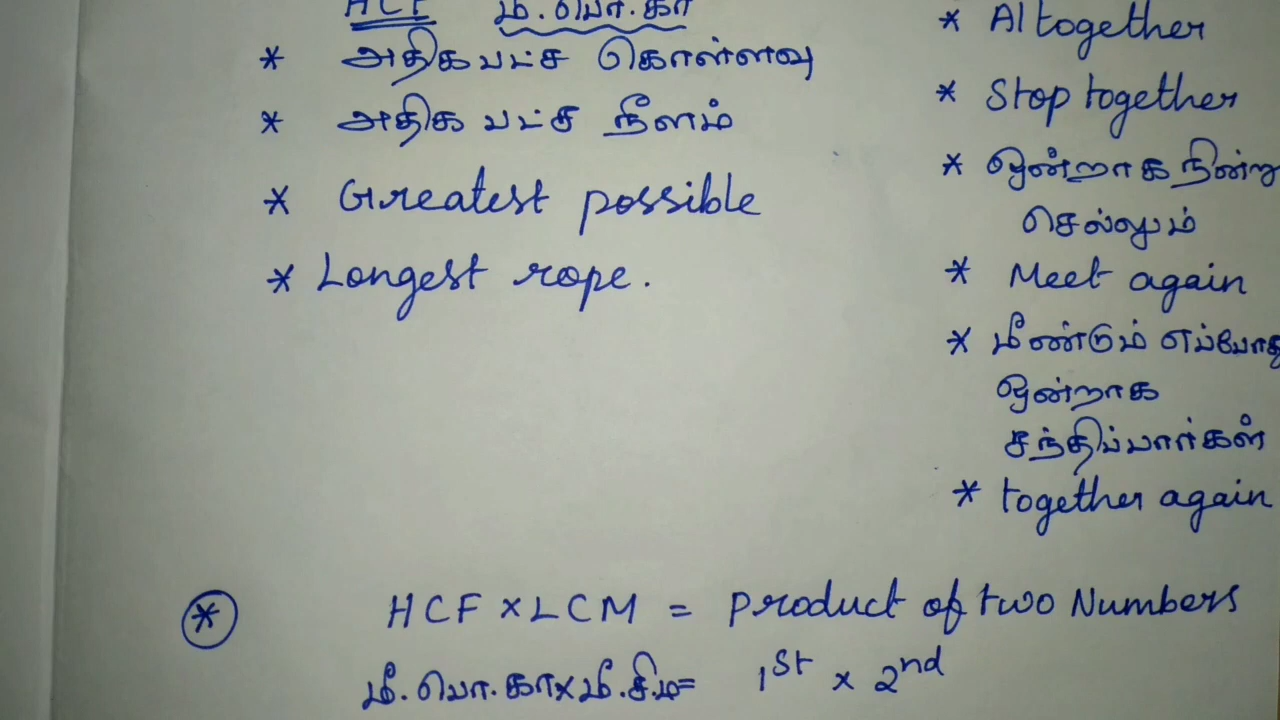 HCF மீ.பொ.கா
* அதிகபட்ச கொள்ளவு
* அதிகபட்ச நீளம்
* Greatest possible
* Longest rope.
* Altogether
* Stop together
* ஒன்றாக நின்று
செல்லும்
* Meet again
* மீண்டும் எப்போது
ஒன்றாக
சந்திப்பார்கள்
* together again
* HCF × LCM = product of two Numbers
மீ.பொ.கா × மீ.சி.ம = 1st × 2nd